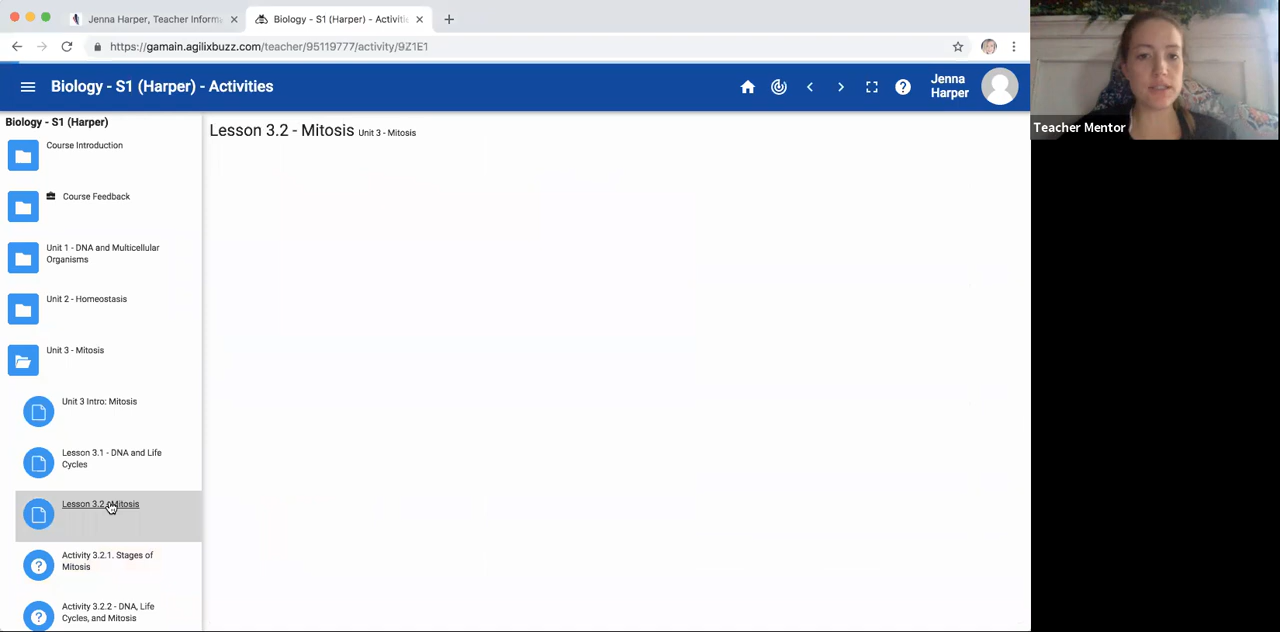 Jenna Harper, Teacher Inform
Biology - S1 (Harper) - Activitie
https://gamain.agilixbuzz.com/teacher/95119777/activity/9Z1E1
Biology - S1 (Harper) - Activities
Jenna
Harper
Teacher Mentor
Biology - S1 (Harper)
Course Introduction
Course Feedback
Unit 1 - DNA and Multicellular
Organisms
Unit 2 - Homeostasis
Unit 3 - Mitosis
Unit 3 Intro: Mitosis
Lesson 3.1 - DNA and Life
Cycles
Lesson 3.2 - Mitosis
Activity 3.2.1. Stages of
Mitosis
Activity 3.2.2 - DNA, Life
Cycles, and Mitosis
Lesson 3.2 - Mitosis Unit 3 - Mitosis